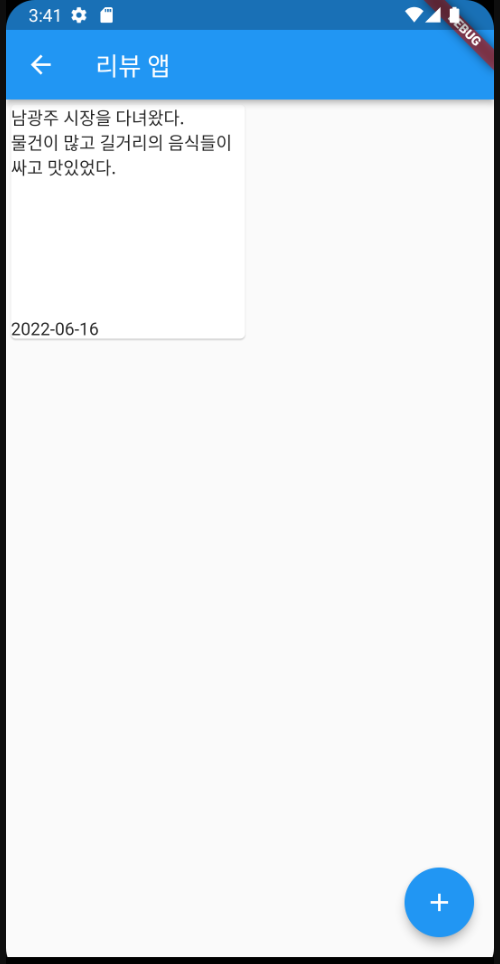 3:41
DEBUG
리뷰 앱
남광주 시장을 다녀왔다.
물건이 많고 길거리의 음식들이
싸고 맛있었다.
2022-06-16